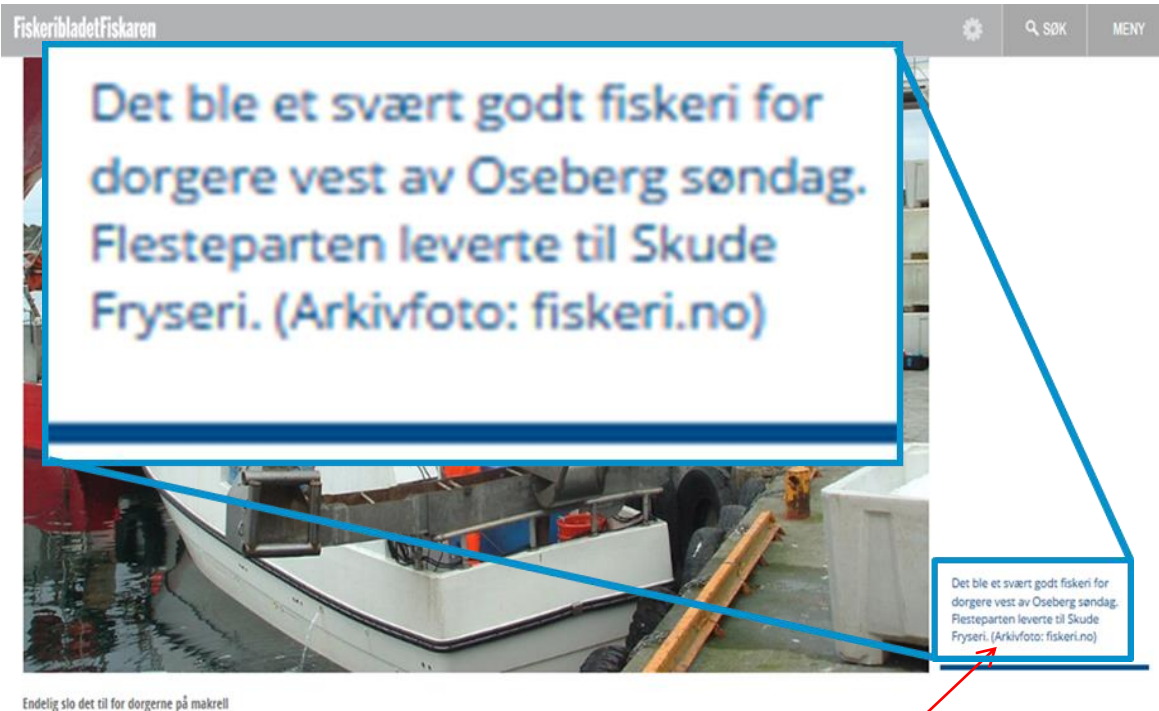 FiskeribladetFiskaren
SØK
MENY
Det ble et svært godt fiskeri for
dorgere vest av Oseberg søndag.
Flesteparten leverte til Skude
Fryseri. (Arkivfoto: fiskeri.no)
Det ble et svært godt fiskeri for
dorgere vest av Oseberg søndag.
Flesteparten leverte til Skude
Fryseri. (Arkivfoto: fiskeri.no)
Endelig slo det til for dorgerne på makrell